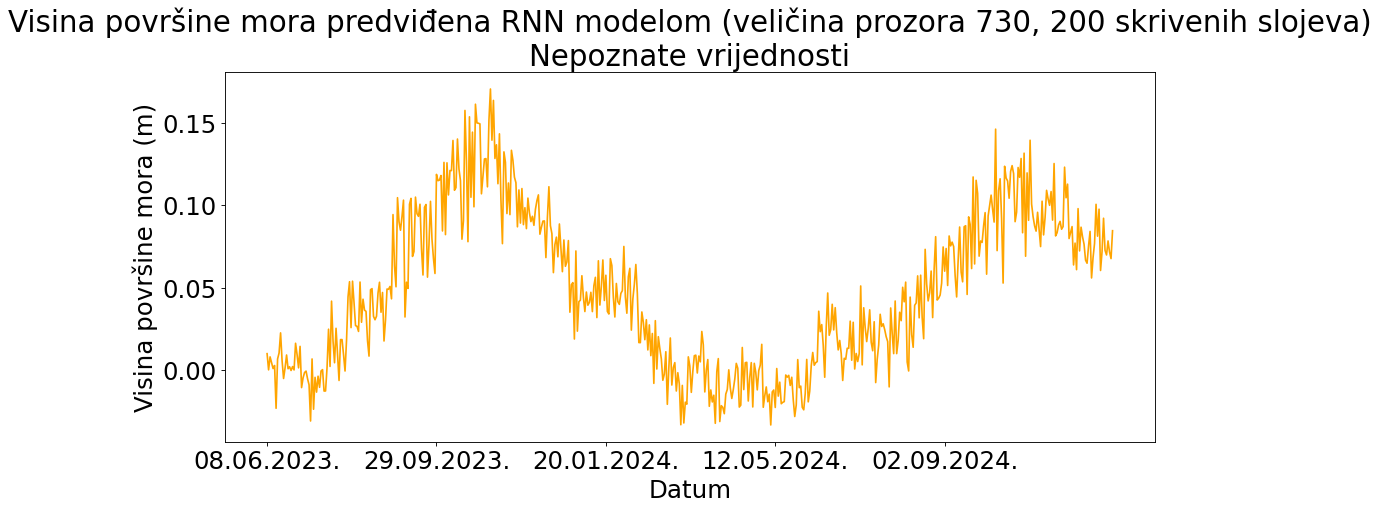 Visina površine mora predviđena RNN modelom (veličina prozora 730, 200 skrivenih slojeva)
Nepoznate vrijednosti
Visina površine mora (m)
0.15
0.10
0.05
0.00
08.06.2023. 29.09.2023. 20.01.2024. 12.05.2024. 02.09.2024.
Datum